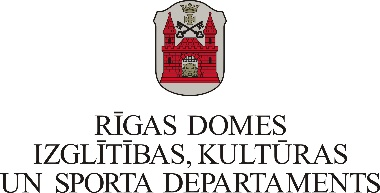 RĪGAS DOMES
IZGLĪTĪBAS, KULTŪRAS
UN SPORTA DEPARTAMENTS